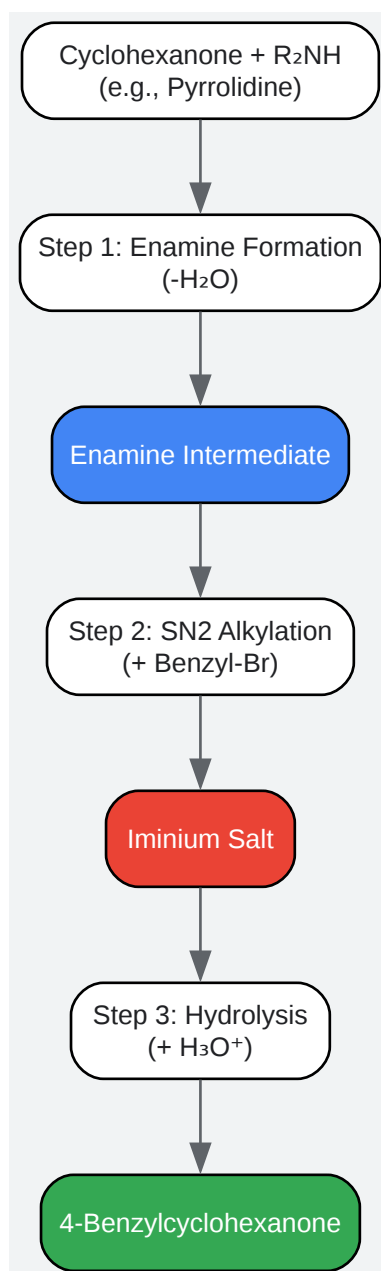 Cyclohexanone + R₂NH
(e.g., Pyrrolidine)
Step 1: Enamine Formation
(-H₂O)
Enamine Intermediate
Step 2: SN2 Alkylation
(+ Benzyl-Br)
Iminium Salt
Step 3: Hydrolysis
(+ H₃O⁺)
4-Benzylcyclohexanone